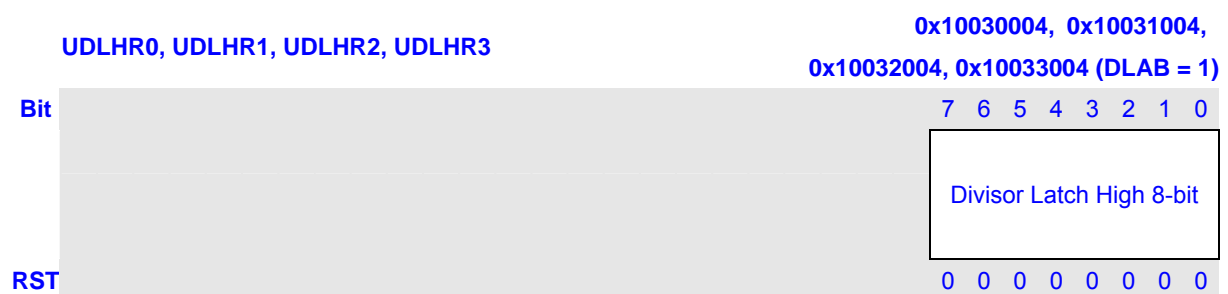 UDLHR0, UDLHR1, UDLHR2, UDLHR3
0x10030004, 0x10031004,
0x10032004, 0x10033004 (DLAB = 1)
Bit 7 6 5 4 3 2 1 0
Divisor Latch High 8-bit
RST 0 0 0 0 0 0 0 0